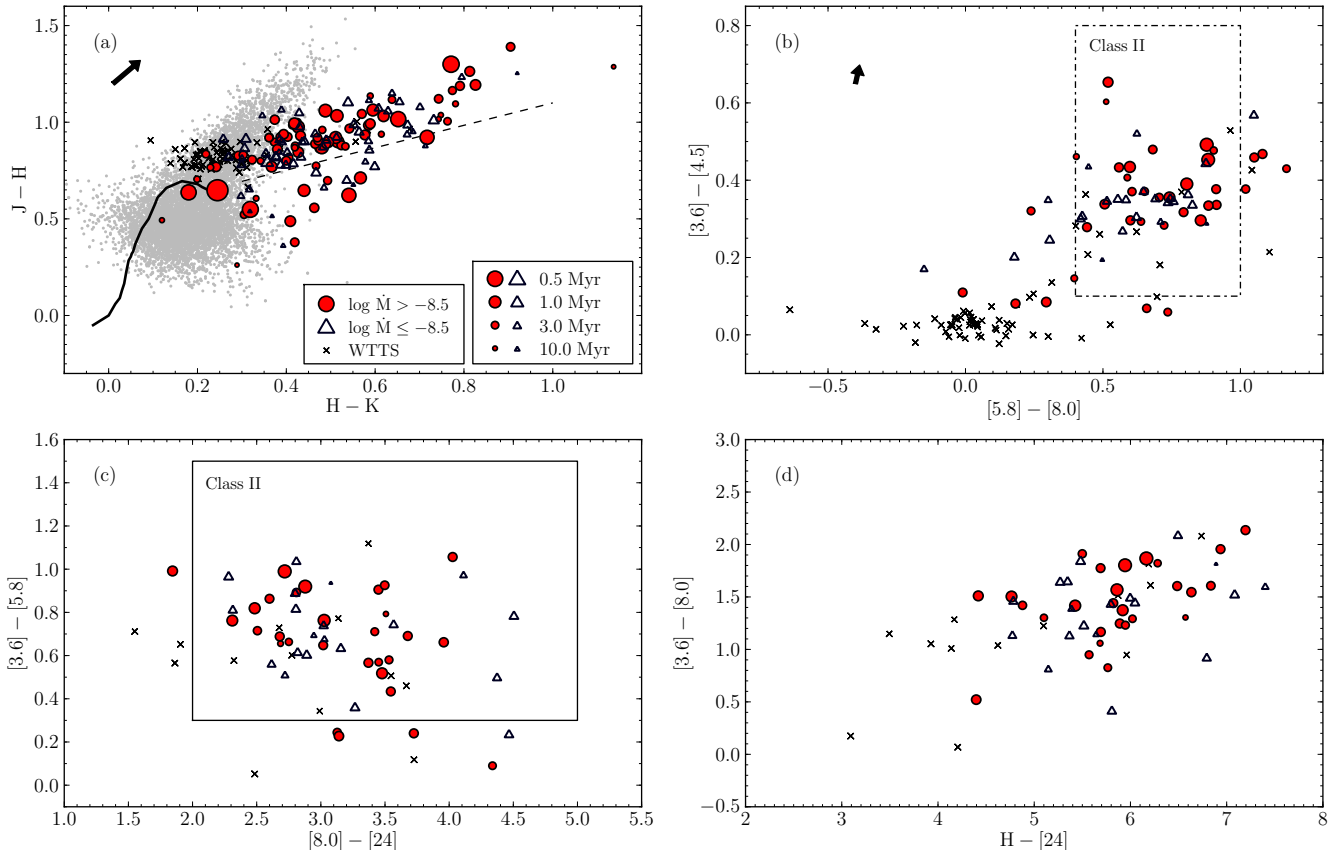 (a)
1.5
1.0
0.5
0.0
J − H
0.0 0.2 0.4 0.6 0.8 1.0
H − K
log Ṁ > −8.5
log Ṁ ≤ −8.5
WTTS
0.5 Myr
1.0 Myr
3.0 Myr
10.0 Myr
(b)
Class II
0.8
0.6
0.4
0.2
0.0
[3.6] − [4.5]
−0.5 0.0 0.5 1.0
[5.8] − [8.0]
(c)
Class II
1.6
1.4
1.2
1.0
0.8
0.6
0.4
0.2
0.0
[3.6] − [5.8]
1.0 1.5 2.0 2.5 3.0 3.5 4.0 4.5 5.0 5.5
[8.0] − [24]
(d)
3.0
2.5
2.0
1.5
1.0
0.5
0.0
−0.5
[3.6] − [8.0]
2 3 4 5 6 7 8
H − [24]